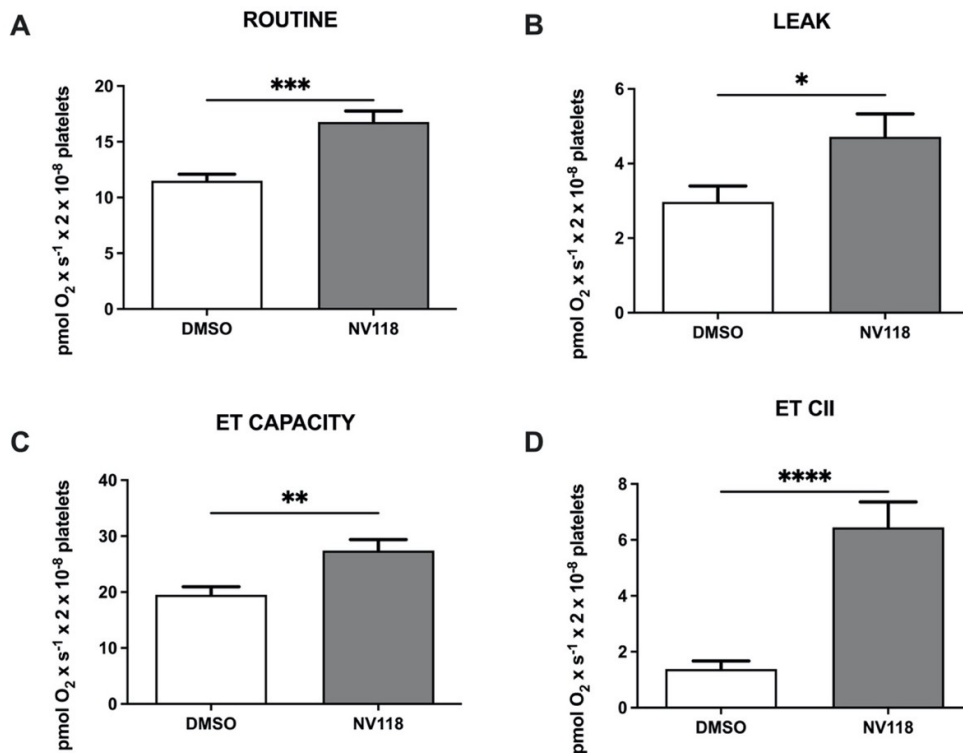 A
ROUTINE
***
pmol O₂ x s⁻¹ x 2 x 10⁻⁸ platelets
20
15
10
5
0
DMSO NV118
B
LEAK
*
pmol O₂ x s⁻¹ x 2 x 10⁻⁸ platelets
6
4
2
0
DMSO NV118
C
ET CAPACITY
**
pmol O₂ x s⁻¹ x 2 x 10⁻⁸ platelets
40
30
20
10
0
DMSO NV118
D
ET CII
****
pmol O₂ x s⁻¹ x 2 x 10⁻⁸ platelets
8
6
4
2
0
DMSO NV118